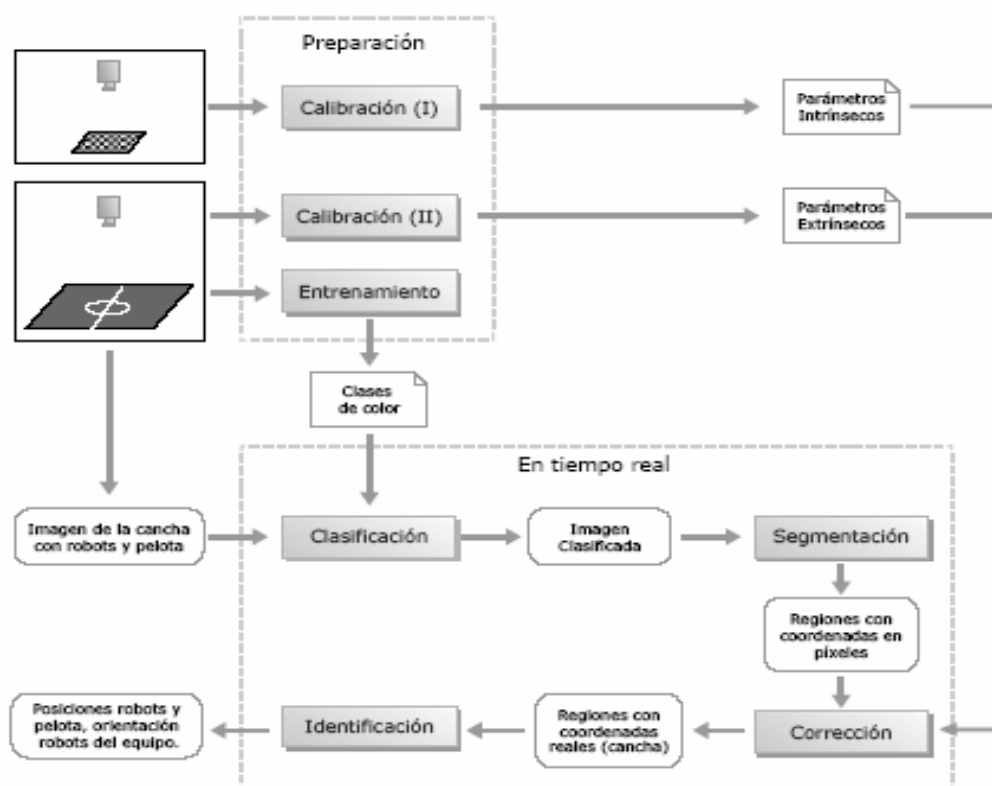 Preparación
Calibración (I)
Parámetros
Intrínsecos
Calibración (II)
Parámetros
Extrínsecos
Entrenamiento
Clases
de color
En tiempo real
Imagen de la cancha
con robots y pelota
Clasificación
Imagen
Clasificada
Segmentación
Regiones con
coordenadas en
píxeles
Posiciones robots y
pelota, orientación
robots del equipo.
Identificación
Regiones con
coordenadas
reales (cancha)
Corrección